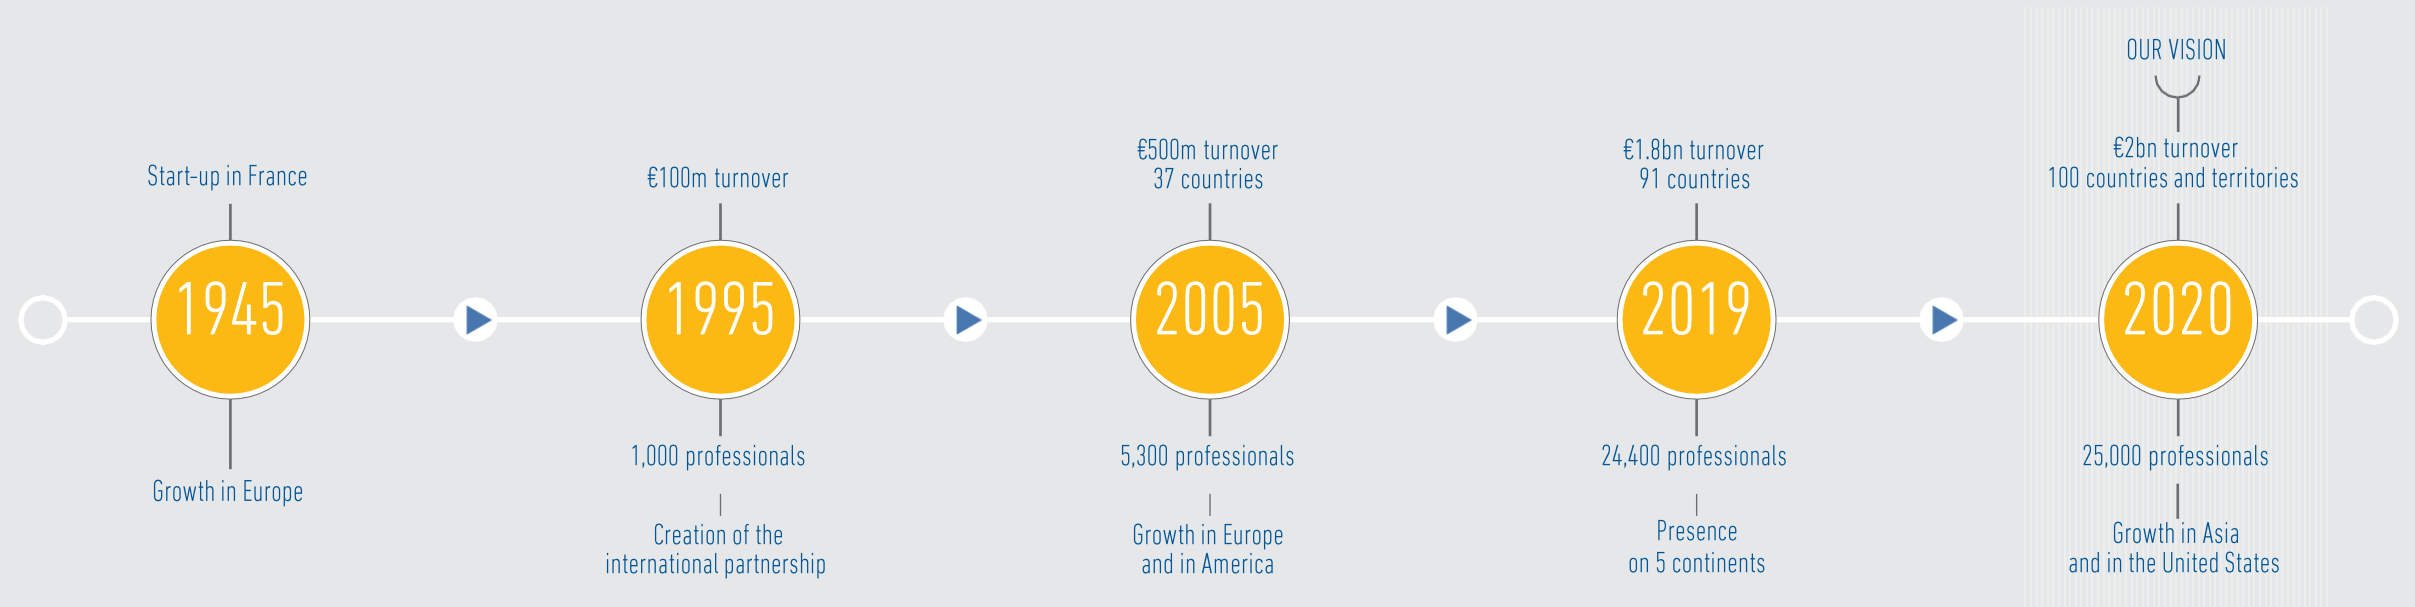 Start-up in France
1945
Growth in Europe
€100m turnover
1995
1,000 professionals
Creation of the
international partnership
€500m turnover
37 countries
2005
5,300 professionals
Growth in Europe
and in America
€1.8bn turnover
91 countries
2019
24,400 professionals
Presence
on 5 continents
OUR VISION
€2bn turnover
100 countries and territories
2020
25,000 professionals
Growth in Asia
and in the United States